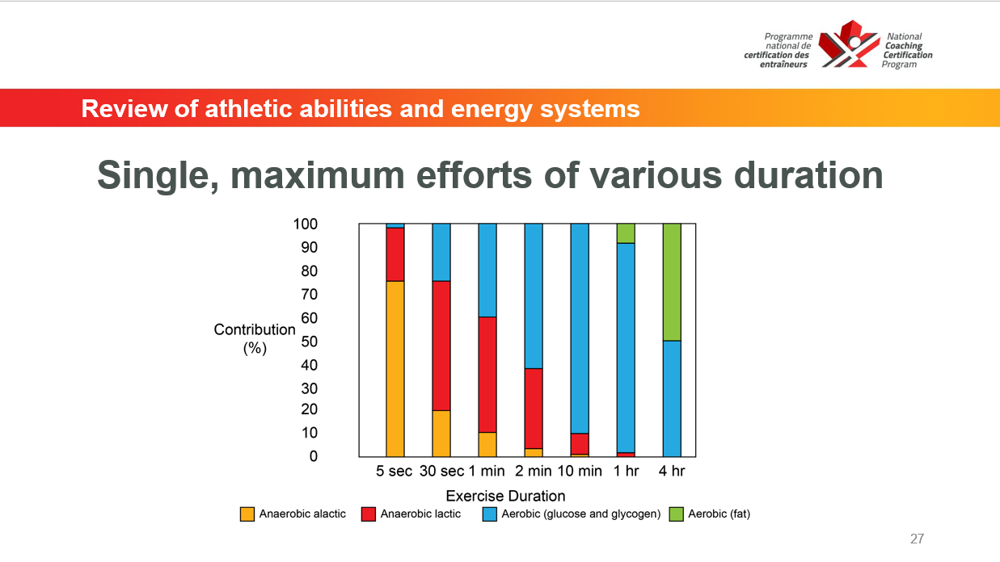 Programme
national de
certification des
entraîneurs
National
Coaching
Certification
Program
Review of athletic abilities and energy systems
Single, maximum efforts of various duration
100
90
80
70
60
50
40
30
20
10
0
Contribution
(%)
5 sec 30 sec 1 min 2 min 10 min 1 hr 4 hr
Exercise Duration
Anaerobic alactic Anaerobic lactic Aerobic (glucose and glycogen) Aerobic (fat)
27